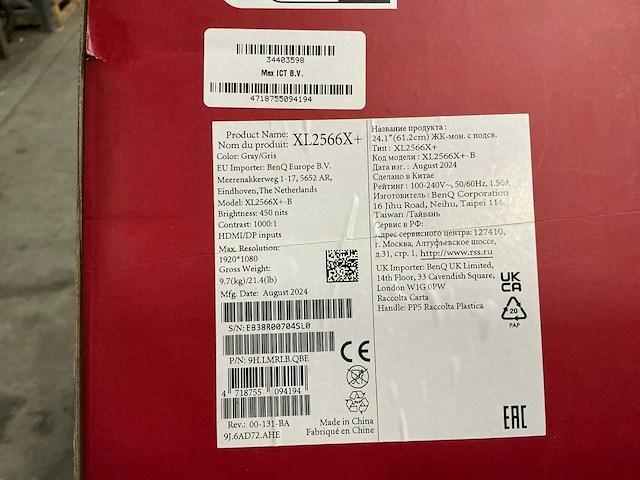 34403598
Max ICT B.V.
4718755094194
Product Name:
Nom du produit: XL2566X+
Color: Gray/Gris
EU Importer: BenQ Europe B.V.
Meerenakkerweg 1-17, 5652 AR,
Eindhoven,The Netherlands
Model: XL2566X+-B
Brightness: 450 nits
Contrast: 1000:1
HDMI/DP inputs
Max. Resolution:
1920*1080
Gross Weight:
9.7(kg)/21.4(lb)
Mfg. Date: August 2024
S/N: EB38R00704SL0
P/N: 9H.LMRLB.QBE
4 718755 094194
Rev.: 00-131-BA
9J.6AD72.AHE
CE
Made in China
Fabriqué en Chine
Название продукта :
24.1"(61.2cm) ЖК-мон. с подсв.
Тип : XL2566X+
Код модели : XL2566X+-B
Дата изг. : August 2024
Сделано в Китае
Рейтинг : 100-240V~, 50/60Hz, 1.50A
Изготовитель : BenQ Corporation
16 Jihu Road, Neihu, Taipei 114,
Taiwan /Тайвань
Сервис в РФ:
Адрес сервисного центра: 127410,
г. Москва, Алтуфьевское шоссе,
д.31, стр. 1, http://www.rss.ru
UK Importer: BenQ UK Limited,
14th Floor, 33 Cavendish Square,
London W1G 0PW
Raccolta Carta
Handle: PP5 Raccolta Plastica
UK
CA
20
PAP
EAC